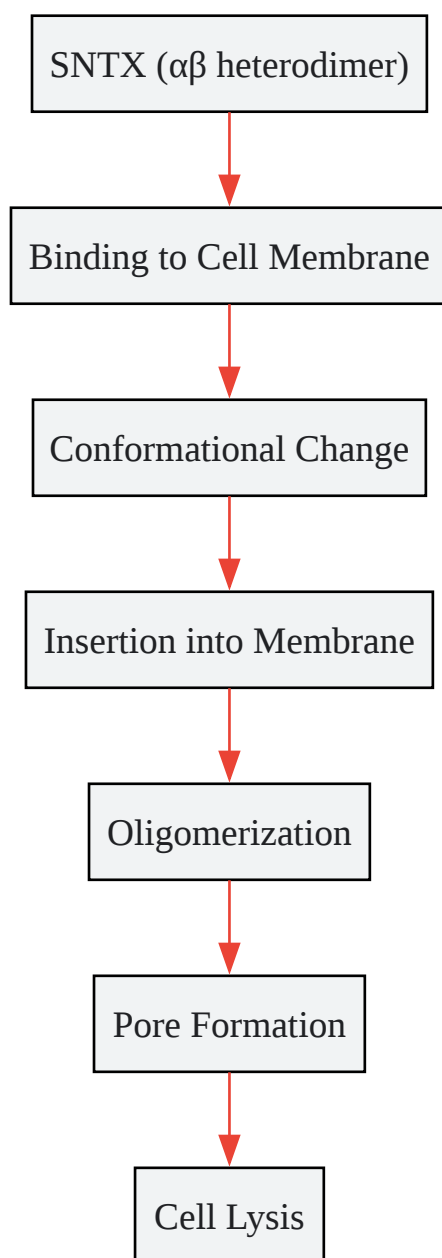 SNTX (αβ heterodimer)
Binding to Cell Membrane
Conformational Change
Insertion into Membrane
Oligomerization
Pore Formation
Cell Lysis